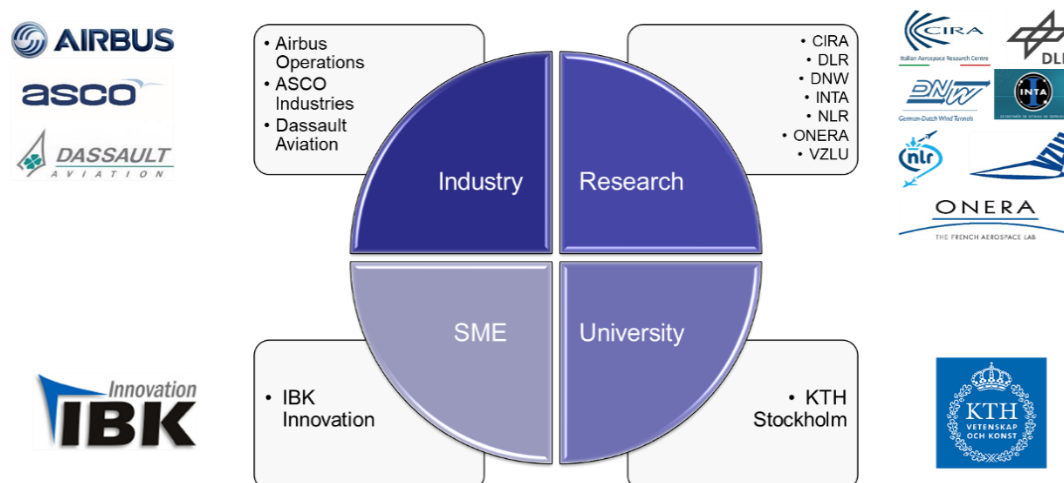 AIRBUS
asco
DASSAULT
AVIATION
• Airbus
Operations
• ASCO
Industries
• Dassault
Aviation
Industry
• CIRA
• DLR
• DNW
• INTA
• NLR
• ONERA
• VZLU
Research
CIRA
Italian Aerospace Research Centre
DLR
DNW
German-Dutch Wind Tunnels
INTA
nlr
ONERA
THE FRENCH AEROSPACE LAB
SME
• IBK
Innovation
Innovation
IBK
University
• KTH
Stockholm
KTH
VETENSKAP
OCH KONST